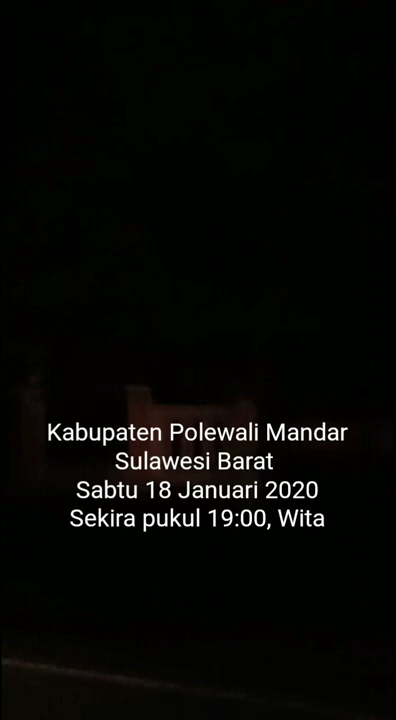 Kabupaten Polewali Mandar
Sulawesi Barat
Sabtu 18 Januari 2020
Sekira pukul 19:00, Wita